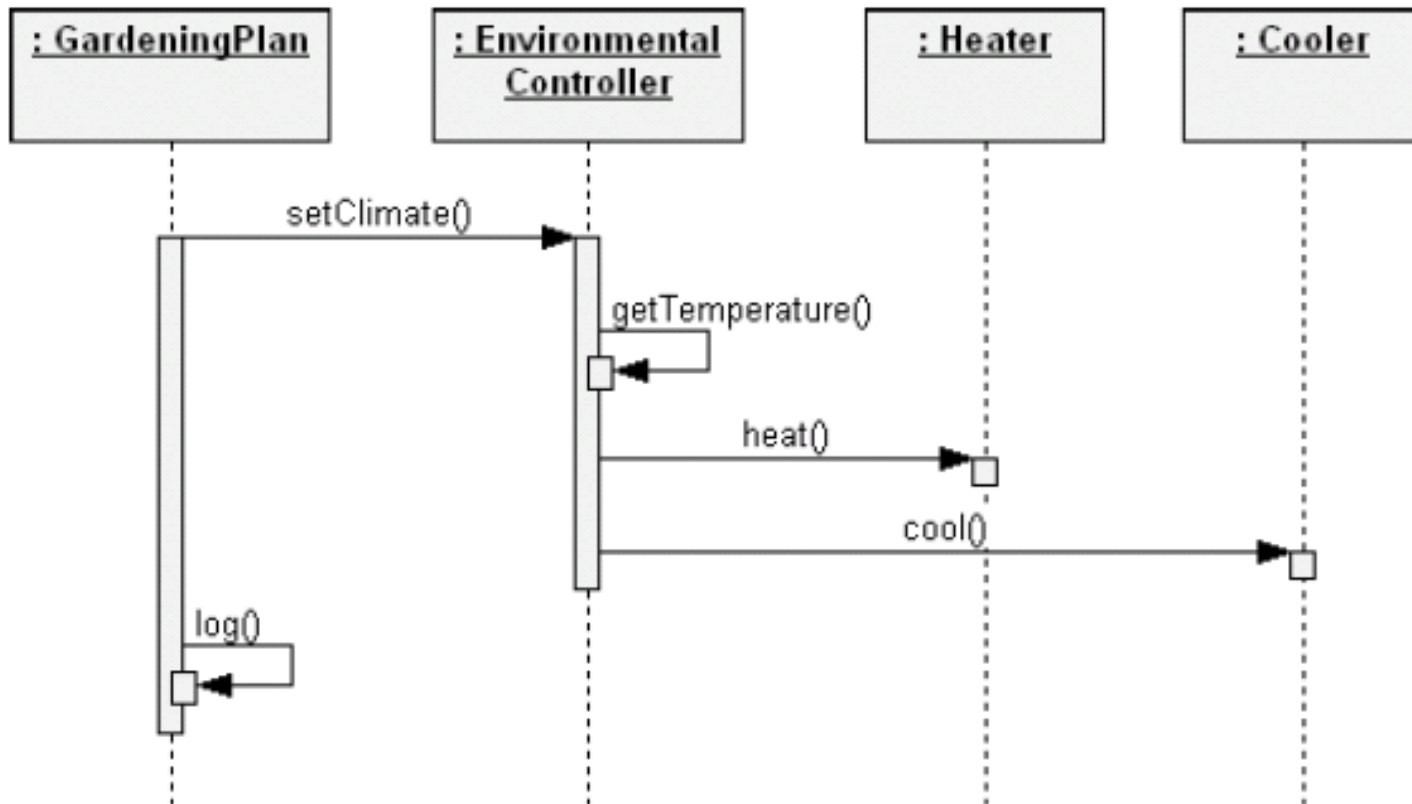 : GardeningPlan
: Environmental
Controller
: Heater
: Cooler
setClimate()
getTemperature()
heat()
cool()
log()